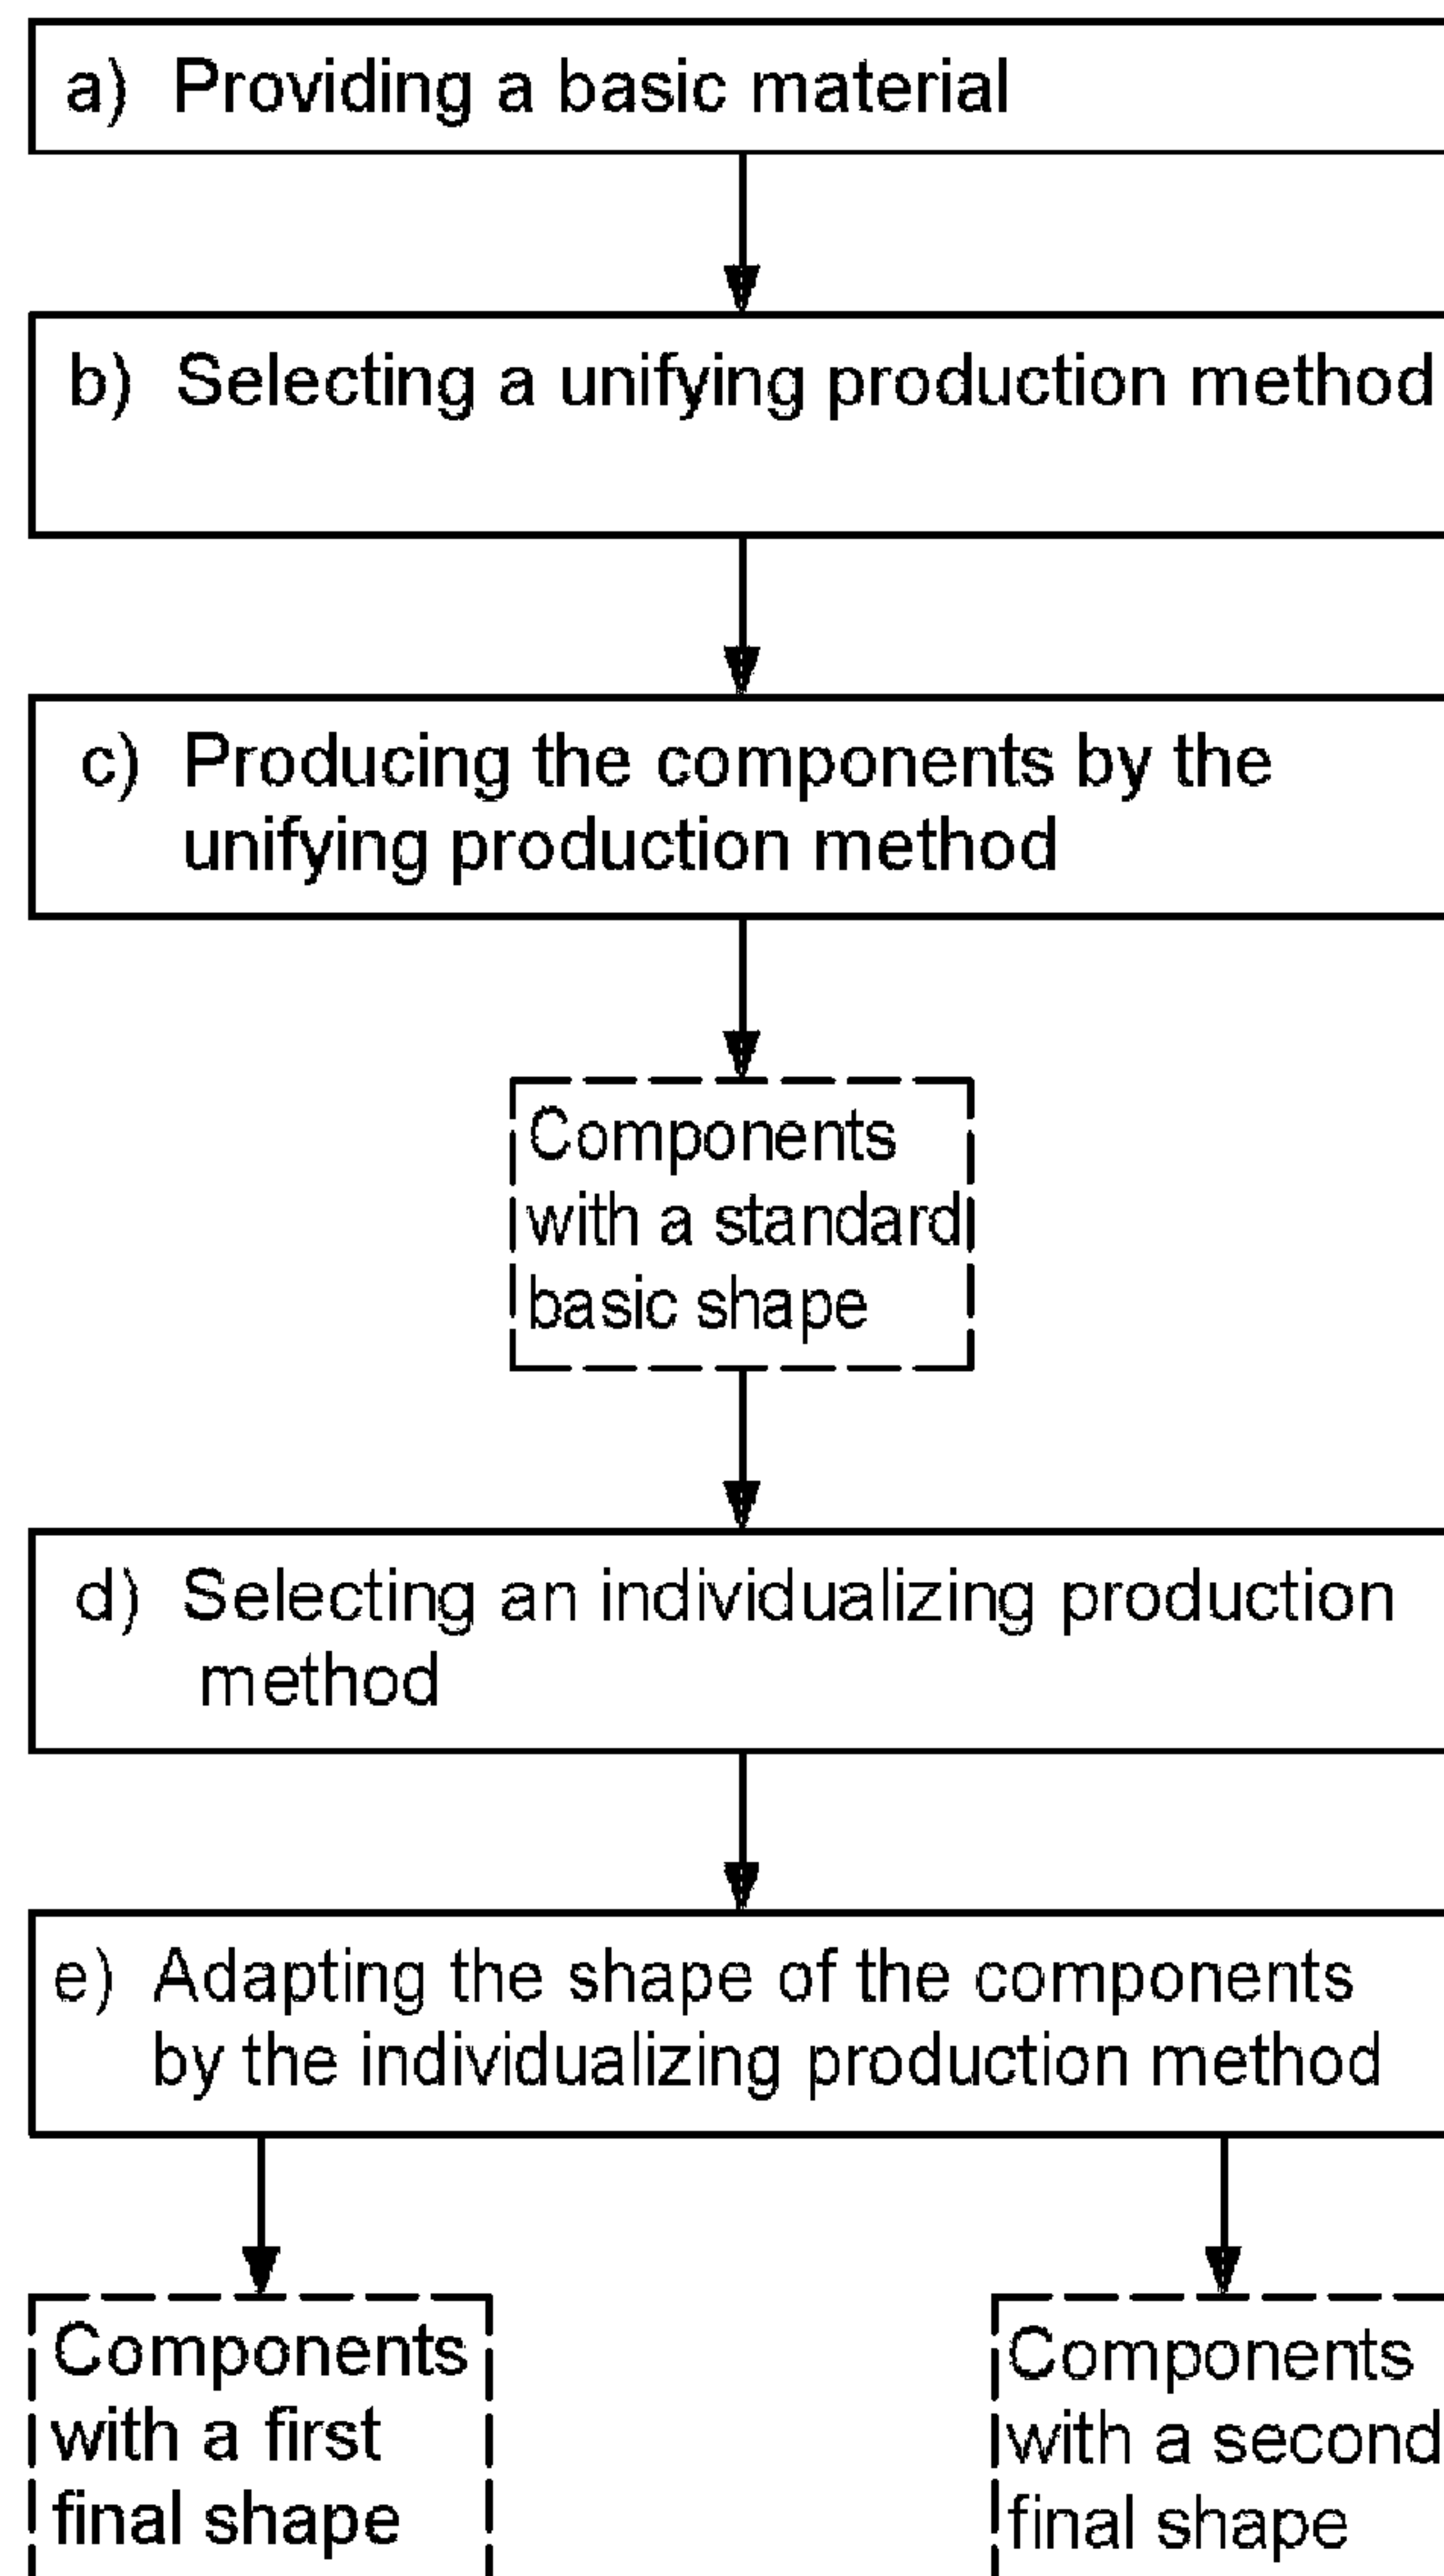 a) Providing a basic material
b) Selecting a unifying production method
c) Producing the components by the
unifying production method
Components
with a standard
basic shape
d) Selecting an individualizing production
method
e) Adapting the shape of the components
by the individualizing production method
Components
with a first
final shape
Components
with a second
final shape